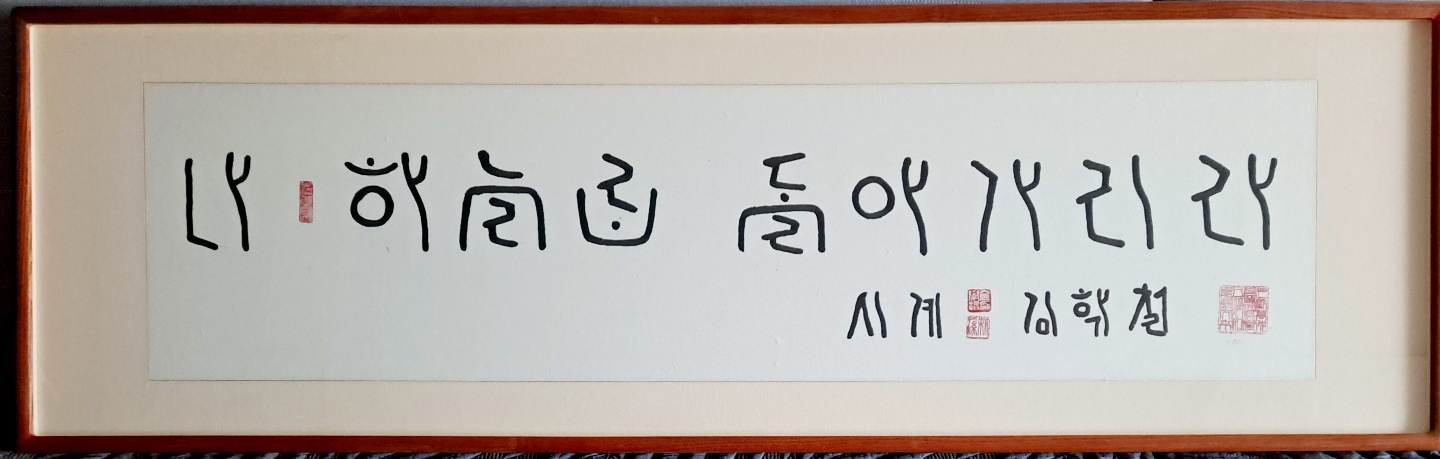 나 하늘로 돌아가리라
시계 김학철